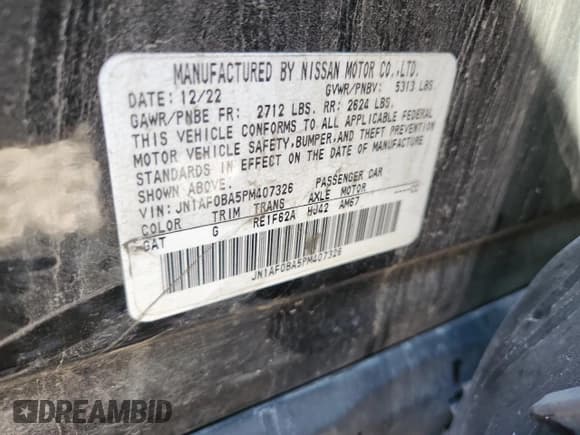 MANUFACTURED BY NISSAN MOTOR CO.,LTD.
DATE: 12/22 GVWR/PNBV: 5313 LBS.
GAWR/PNBE FR: 2712 LBS. RR: 2624 LBS.
THIS VEHICLE CONFORMS TO ALL APPLICABLE FEDERAL
MOTOR VEHICLE SAFETY,BUMPER,AND THEFT PREVENTION
STANDARDS IN EFFECT ON THE DATE OF MANUFACTURE
SHOWN ABOVE.
VIN: JN1AF0BA5PM407326 PASSENGER CAR
COLOR TRIM TRANS AXLE MOTOR
GAT G RE1F62A HJ42 AM67
JN1AF0BA5PM407326
DREAMBID